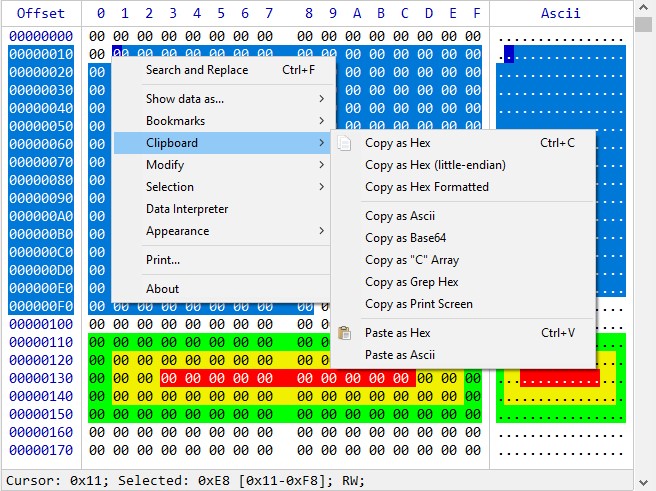 Offset 0 1 2 3 4 5 6 7 8 9 A B C D E F Ascii
00000000 00 00 00 00 00 00 00 00 00 00 00 00 00 00 00 00 ................
00000010 00 00 00 00 00 00 00 00 00 00 00 00 00 00 00 00 ................
00000020 00 00 00 00 00 00 00 ................
00000030 00 00 00 00 00 00 00 ................
00000040 00 00 00 00 00 00 00 ................
00000050 00 00 00 00 00 00 00 ................
00000060 00 ...
00000070 00 ...
00000080 00 ...
00000090 00 ...
000000A0 00 ...
000000B0 00 ...
000000C0 00 ...
000000D0 00 ...
000000E0 00 ...
000000F0 00 00 00 00 00 00 00 00 00 ...
00000100 00 00 00 00 00 00 00 00 00 ...
00000110 00 00 00 00 00 00 00 00 00 ...
00000120 00 00 00 00 00 00 00 00 00 ...
00000130 00 00 00 00 00 00 00 00 00 00 00 00 00 00 00 00 ................
00000140 00 00 00 00 00 00 00 00 00 00 00 00 00 00 00 00 ................
00000150 00 00 00 00 00 00 00 00 00 00 00 00 00 00 00 00 ................
00000160 00 00 00 00 00 00 00 00 00 00 00 00 00 00 00 00 ................
00000170 00 00 00 00 00 00 00 00 00 00 00 00 00 00 00 00 ................
Search and Replace Ctrl+F
Show data as...
Bookmarks
Clipboard
Modify
Selection
Data Interpreter
Appearance
Print...
About
Copy as Hex Ctrl+C
Copy as Hex (little-endian)
Copy as Hex Formatted
Copy as Ascii
Copy as Base64
Copy as "C" Array
Copy as Grep Hex
Copy as Print Screen
Paste as Hex Ctrl+V
Paste as Ascii
Cursor: 0x11; Selected: 0xE8 [0x11-0xF8]; RW;